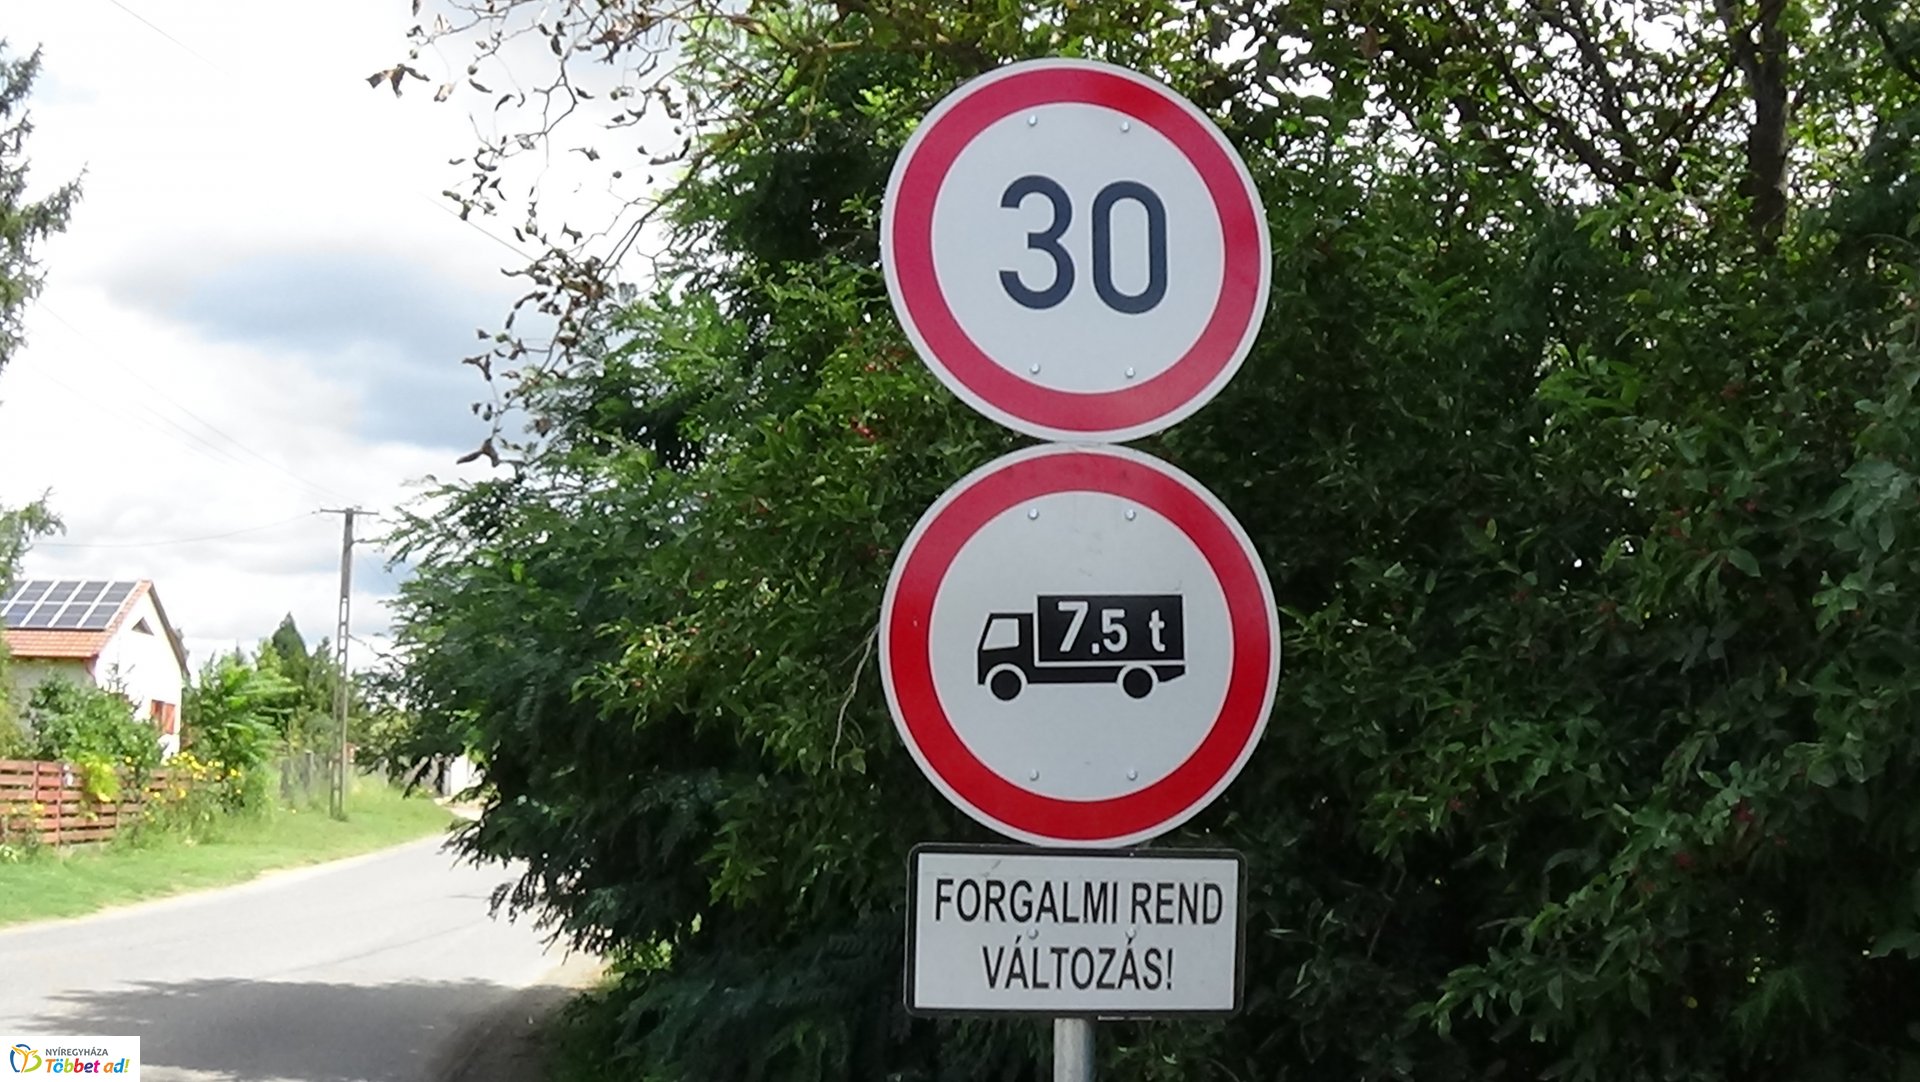 30
7.5 t
FORGALMI REND
VÁLTOZÁS!
NYÍREGYHÁZA
Többet ad!